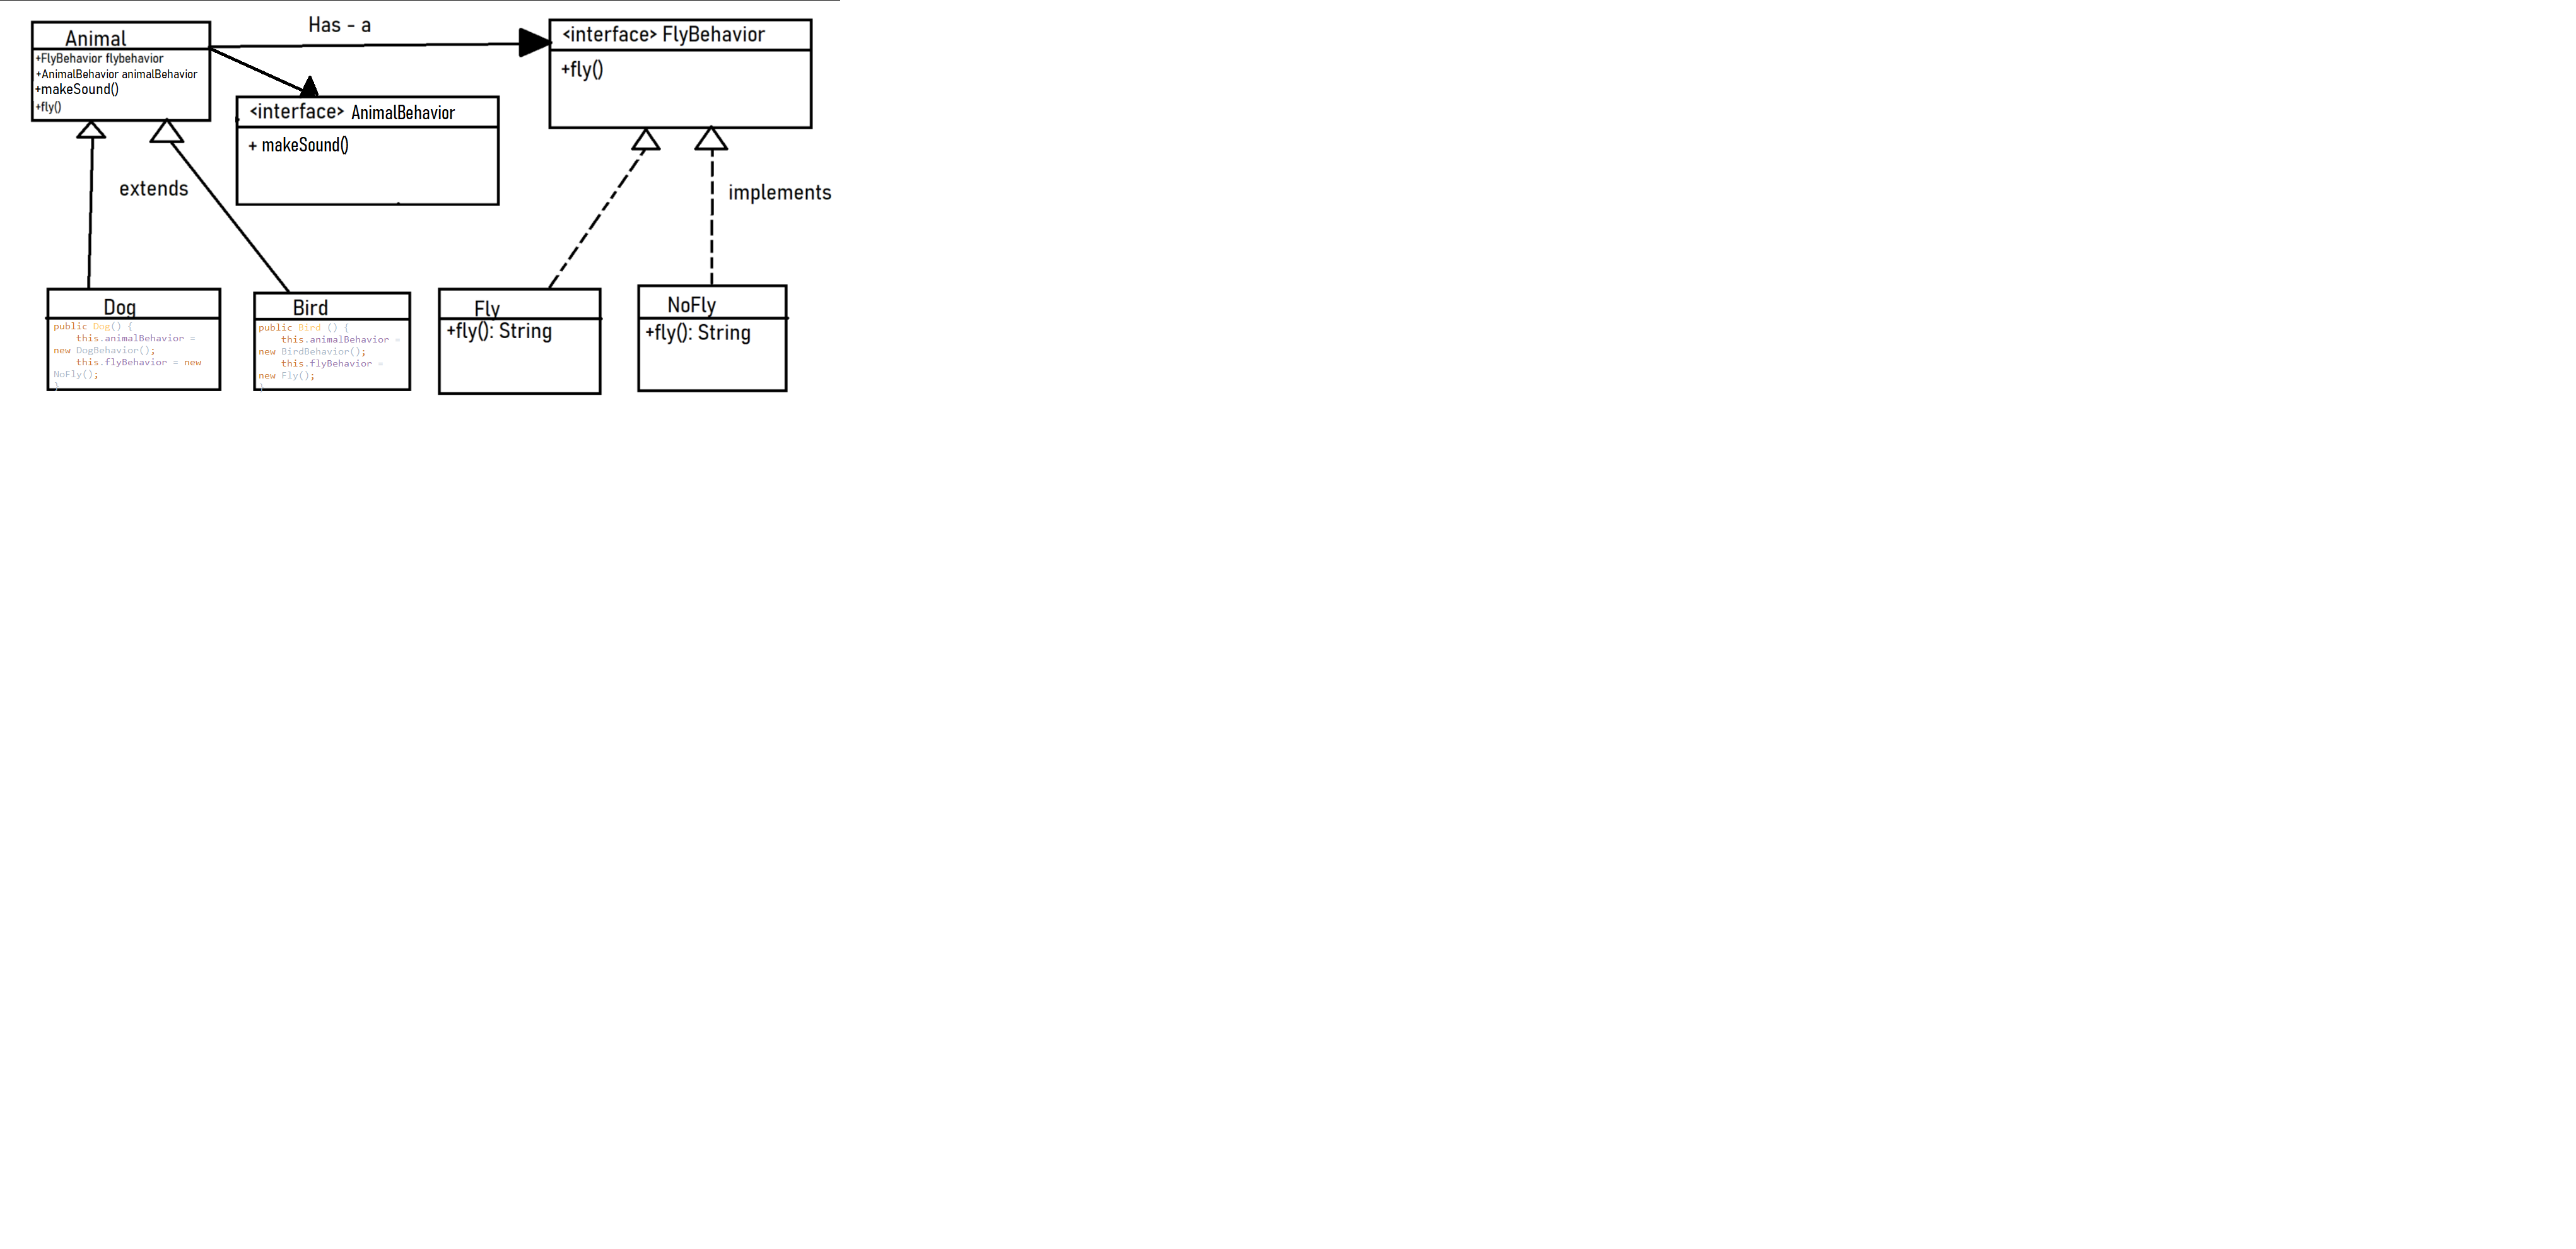 Has - a
Animal
+FlyBehavior flybehavior
+AnimalBehavior animalBehavior
+makeSound()
+fly()
<interface> FlyBehavior
+fly()
<interface> AnimalBehavior
+ makeSound()
extends
implements
Dog
public Dog() {
this.animalBehavior =
new DogBehavior();
this.flyBehavior = new
NoFly();
}
Bird
public Bird () {
this.animalBehavior =
new BirdBehavior();
this.flyBehavior =
new Fly();
}
Fly
+fly(): String
NoFly
+fly(): String